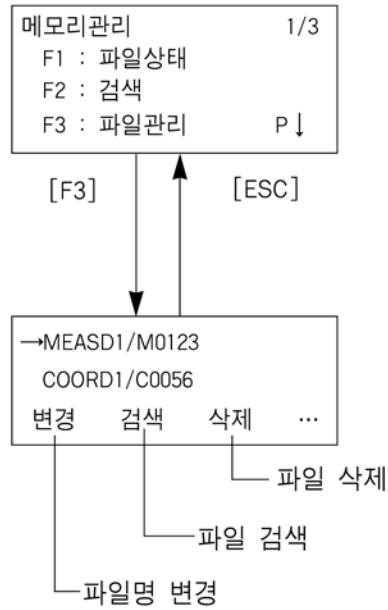 메모리관리 1/3
F1 : 파일상태
F2 : 검색
F3 : 파일관리 P↓
[F3] [ESC]
→MEASD1/M0123
COORD1/C0056
변경 검색 삭제 …
파일 삭제
파일 검색
파일명 변경